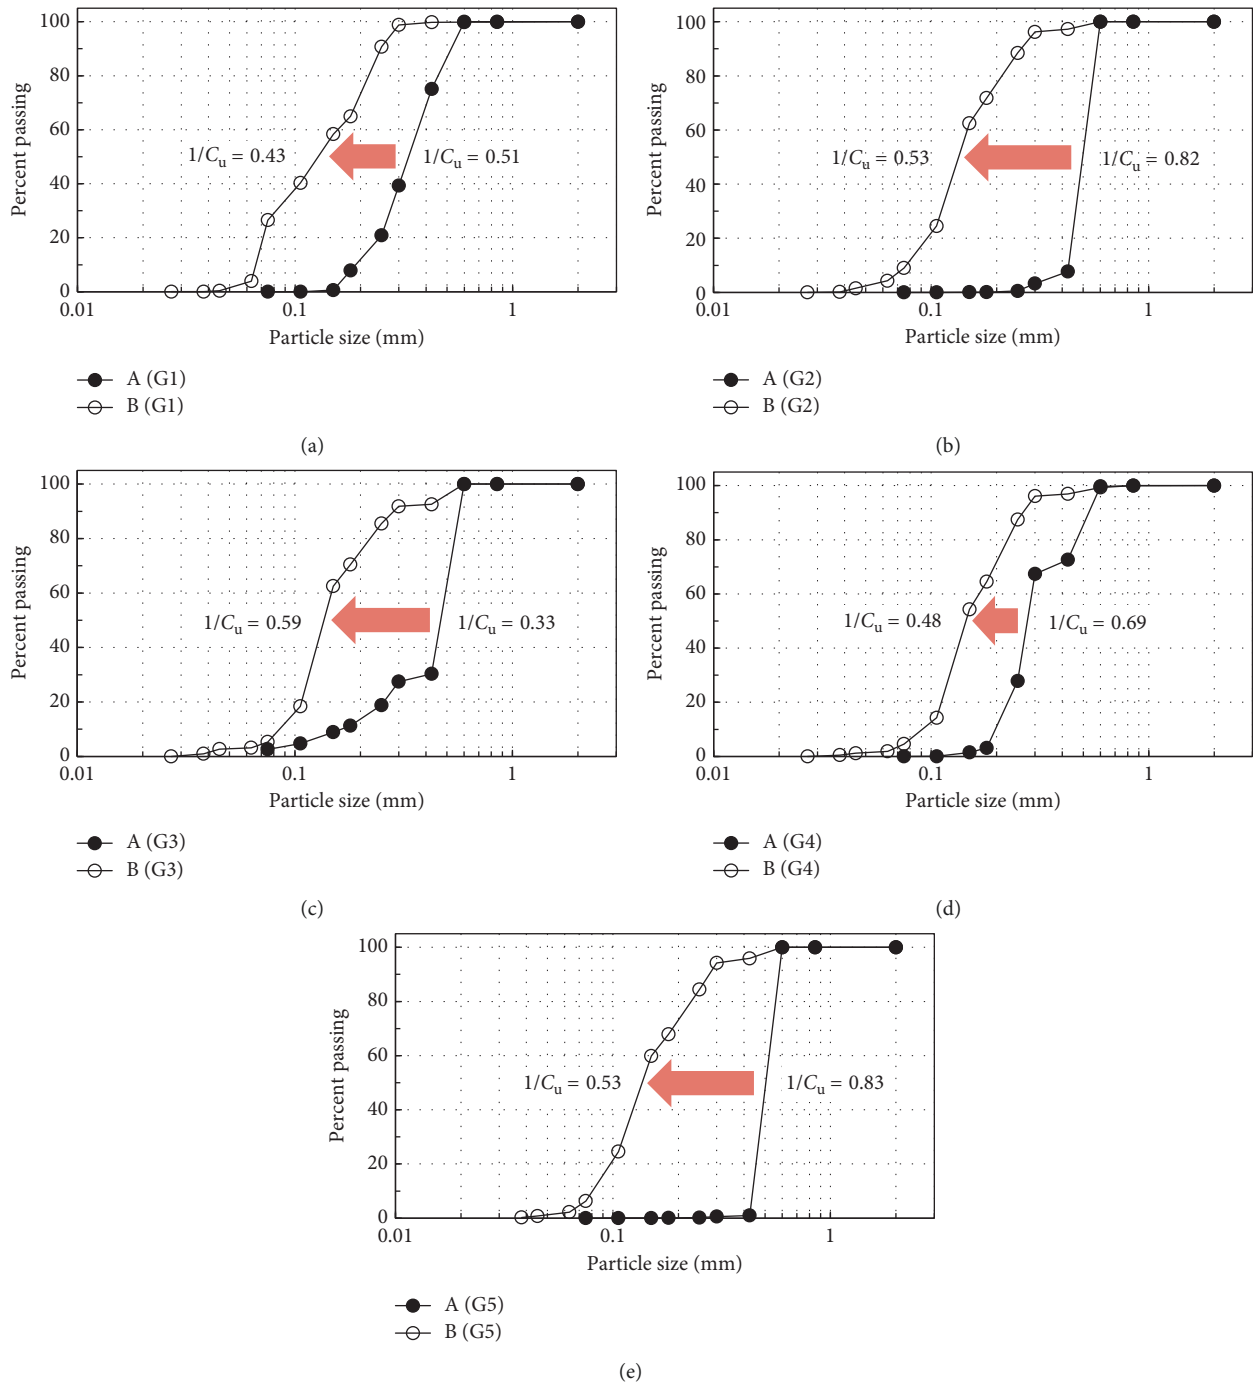 100
80
60
40
20
0
Percent passing
1/Cu = 0.43
1/Cu = 0.51
0.01
0.1
1
Particle size (mm)
A (G1)
B (G1)
(a)
100
80
60
40
20
0
Percent passing
1/Cu = 0.53
1/Cu = 0.82
0.01
0.1
1
Particle size (mm)
A (G2)
B (G2)
(b)
100
80
60
40
20
0
Percent passing
1/Cu = 0.59
1/Cu = 0.33
0.01
0.1
1
Particle size (mm)
A (G3)
B (G3)
(c)
100
80
60
40
20
0
Percent passing
1/Cu = 0.48
1/Cu = 0.69
0.01
0.1
1
Particle size (mm)
A (G4)
B (G4)
(d)
100
80
60
40
20
0
Percent passing
1/Cu = 0.53
1/Cu = 0.83
0.01
0.1
1
Particle size (mm)
A (G5)
B (G5)
(e)